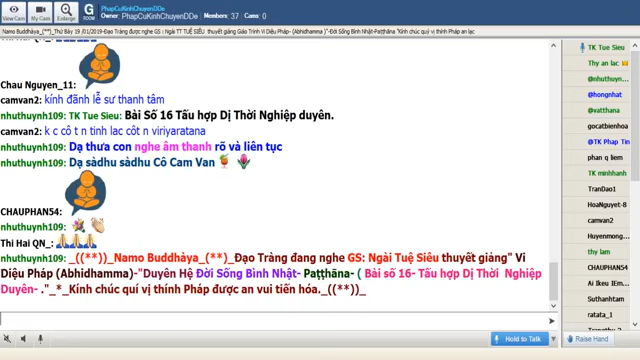 View Cam
My Cam
Enlarge
G
ROOM
PhapCuKinhChuyenDDe
Owner: PhapCuKinhChuyenDDe Members: 37 Cams: 0
Namo Buddhàya_(**)_Thứ Bảy 19 /01/2019-Đạo Tràng được nghe GS : Ngài TT TUỆ SIÊU thuyết giảng Giáo Trình Vi Diệu Pháp- (Abhidhamma )"-Đời Sống Bình Nhật-Paṭṭhāna- "Kính chúc quý vị thính Pháp an lạc
Chau Nguyen_11:
camvan2: kính đãnh lễ sư thanh tâm
nhuthuynh109: TK Tue Sieu: Bài Số 16 Tấu hợp Dị Thời Nghiệp duyên.
camvan2: k c cô t n tinh lac côt n viriyaratana
nhuthuynh109: Dạ thưa con nghe âm thanh rõ và liên tục
nhuthuynh109: Dạ sàdhu sàdhu Cô Cam Van
CHAUPHAN54:
nhuthuynh109:
Thi Hai QN_:
nhuthuynh109: _((**))_Namo Buddhàya_(**)_Đạo Tràng đang nghe GS: Ngài Tuệ Siêu thuyết giảng" Vi
Diệu Pháp (Abhidhamma)-"Duyên Hệ Đời Sống Bình Nhật- Paṭṭhāna- ( Bài số 16- Tấu hợp Dị Thời Nghiệp
Duyên- ."_*_Kính chúc quí vị thính Pháp được an vui tiến hóa._((**))_
Hold to Talk
TK Tue Sieu
Thy an lac
@nhuthuynh
@hongnhat
@vatthana
gocatbienhoa
@TK Phap Tin
phan q liem
TK minhhanh
TranDao1
HoaNguyet-8
camvan2
Huyenmong
thy lam
CHAUPHAN54
Ai Ikeu IEm
Suthanhtam
ratata_1
Raise Hand